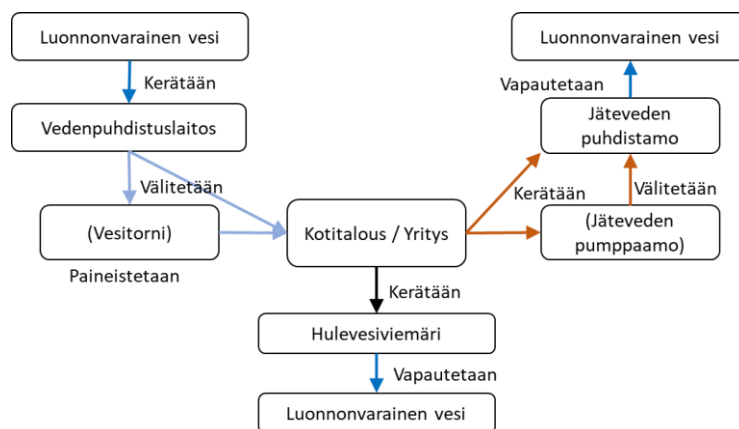 Luonnonvarainen vesi
Kerätään
Vedenpuhdistuslaitos
Välitetään
(Vesitorni)
Paineistetaan
Kotitalous / Yritys
Kerätään
Hulevesiviemäri
Vapautetaan
Luonnonvarainen vesi
Luonnonvarainen vesi
Vapautetaan
Jäteveden
puhdistamo
Kerätään
Välitetään
(Jäteveden
pumppaamo)